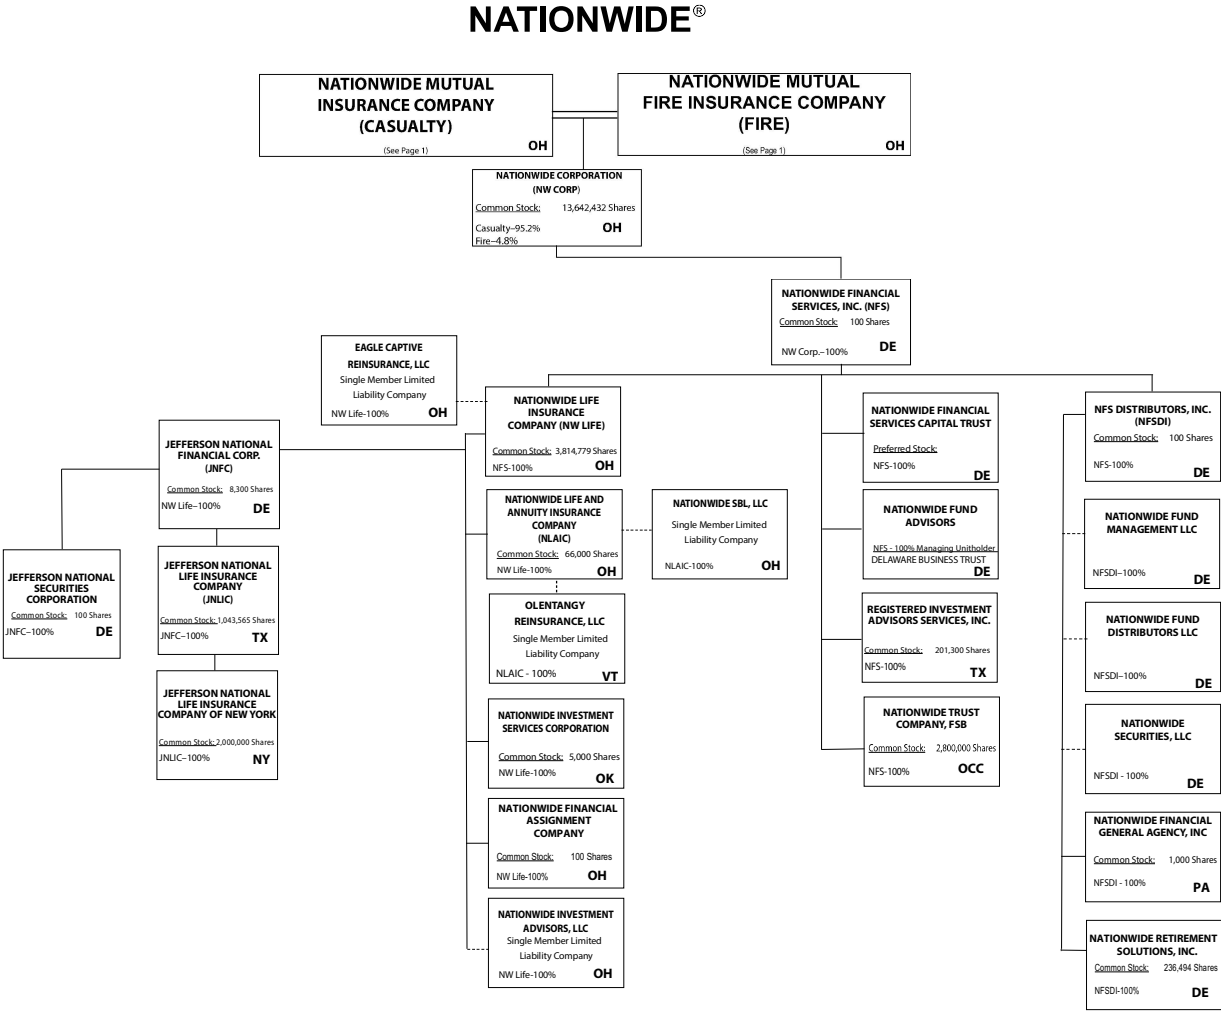 NATIONWIDE®
NATIONWIDE MUTUAL
INSURANCE COMPANY
(CASUALTY)
(See Page 1)
OH
NATIONWIDE MUTUAL
FIRE INSURANCE COMPANY
(FIRE)
(See Page 1)
OH
NATIONWIDE CORPORATION
(NW CORP)
Common Stock: 13,642,432 Shares
Casualty–95.2%
OH
Fire–4.8%
NATIONWIDE FINANCIAL
SERVICES, INC. (NFS)
Common Stock: 100 Shares
NW Corp.–100%
DE
EAGLE CAPTIVE
REINSURANCE, LLC
Single Member Limited
Liability Company
NW Life-100%
OH
NATIONWIDE LIFE
INSURANCE
COMPANY (NW LIFE)
Common Stock: 3,814,779 Shares
NFS-100%
OH
JEFFERSON NATIONAL
FINANCIAL CORP.
(JNFC)
Common Stock: 8,300 Shares
NW Life–100%
DE
JEFFERSON NATIONAL
SECURITIES
CORPORATION
Common Stock: 100 Shares
JNFC–100%
DE
JEFFERSON NATIONAL
LIFE INSURANCE
COMPANY
(JNLIC)
Common Stock: 1,043,565 Shares
JNFC–100%
TX
JEFFERSON NATIONAL
LIFE INSURANCE
COMPANY OF NEW YORK
Common Stock: 2,000,000 Shares
JNLIC–100%
NY
NATIONWIDE LIFE AND
ANNUITY INSURANCE
COMPANY
(NLAIC)
Common Stock: 66,000 Shares
NW Life-100%
OH
NATIONWIDE SBL, LLC
Single Member Limited
Liability Company
NLAIC-100%
OH
OLENTANGY
REINSURANCE, LLC
Single Member Limited
Liability Company
NLAIC - 100%
VT
NATIONWIDE INVESTMENT
SERVICES CORPORATION
Common Stock: 5,000 Shares
NW Life-100%
OK
NATIONWIDE FINANCIAL
ASSIGNMENT
COMPANY
Common Stock: 100 Shares
NW Life-100%
OH
NATIONWIDE INVESTMENT
ADVISORS, LLC
Single Member Limited
Liability Company
NW Life-100%
OH
NATIONWIDE FINANCIAL
SERVICES CAPITAL TRUST
Preferred Stock:
NFS-100%
DE
NATIONWIDE FUND
ADVISORS
NFS - 100% Managing Unitholder
DELAWARE BUSINESS TRUST
DE
REGISTERED INVESTMENT
ADVISORS SERVICES, INC.
Common Stock: 201,300 Shares
NFS-100%
TX
NATIONWIDE TRUST
COMPANY, FSB
Common Stock: 2,800,000 Shares
NFS-100%
OCC
NFS DISTRIBUTORS, INC.
(NFSDI)
Common Stock: 100 Shares
NFS-100%
DE
NATIONWIDE FUND
MANAGEMENT LLC
NFSDI–100%
DE
NATIONWIDE FUND
DISTRIBUTORS LLC
NFSDI–100%
DE
NATIONWIDE
SECURITIES, LLC
NFSDI - 100%
DE
NATIONWIDE FINANCIAL
GENERAL AGENCY, INC
Common Stock: 1,000 Shares
NFSDI - 100%
PA
NATIONWIDE RETIREMENT
SOLUTIONS, INC.
Common Stock: 236,494 Shares
NFSDI-100%
DE